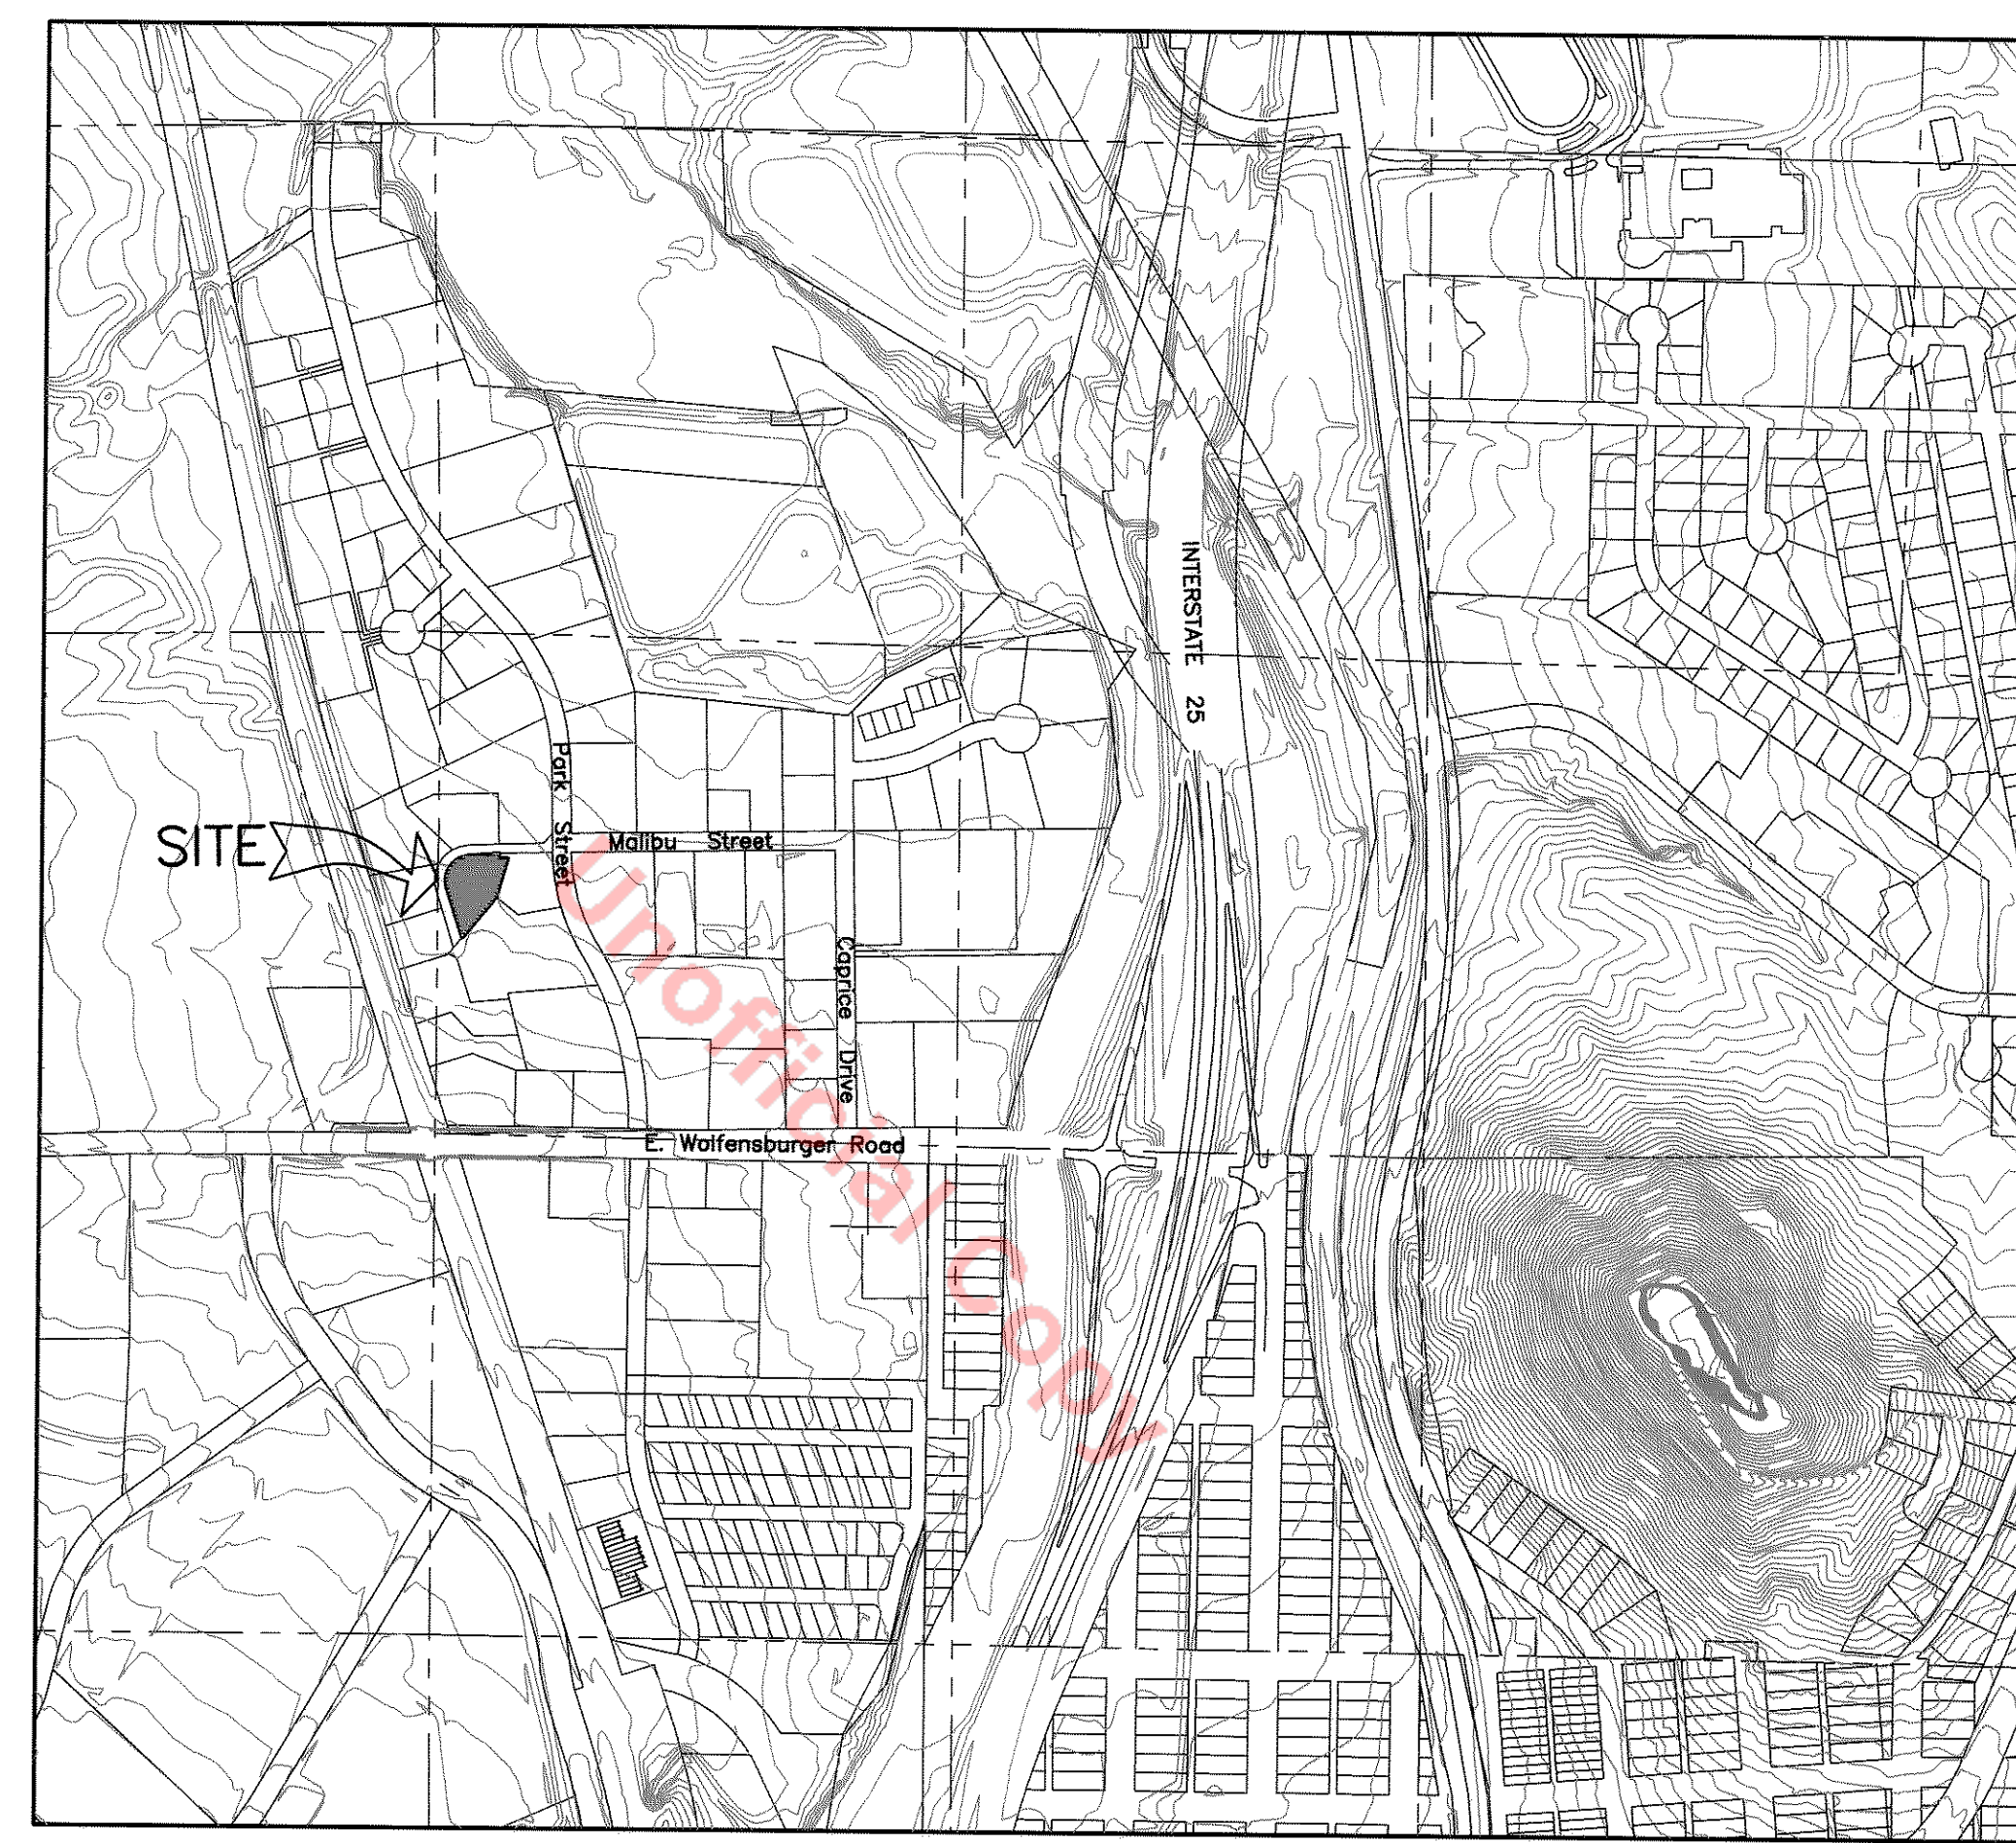 INTERSTATE 25
Park Street
SITE
Malibu Street
Caprice Drive
E. Wolfensburger Road
Unofficial Copy